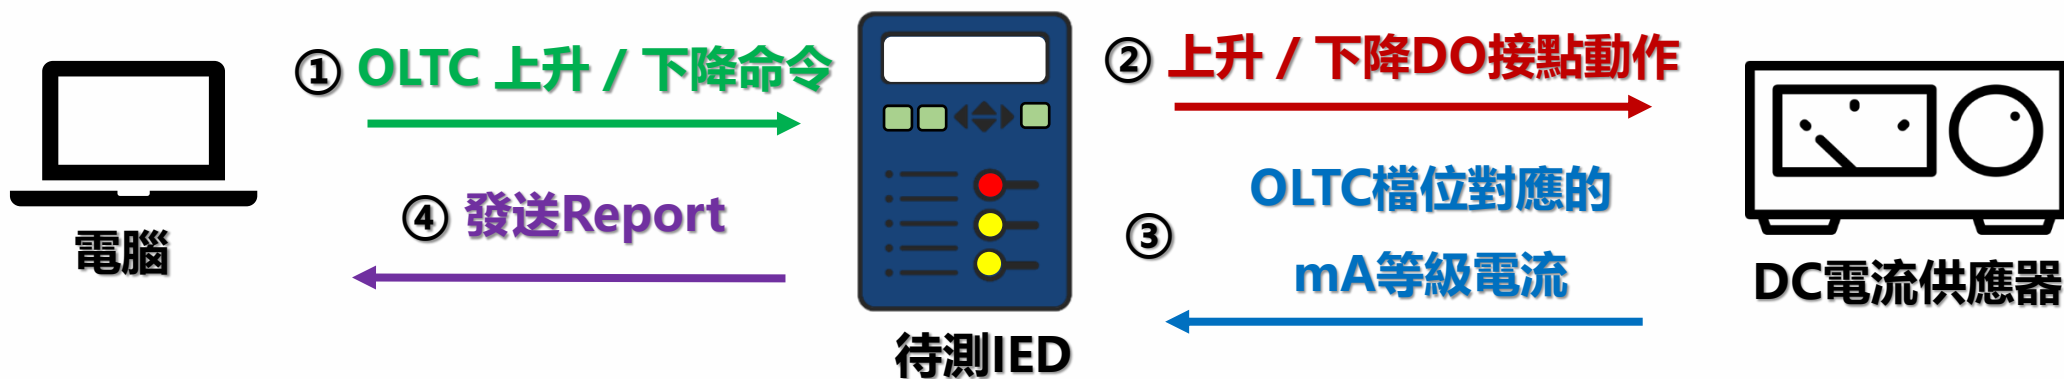 ① OLTC 上升 / 下降命令
② 上升 / 下降DO接點動作
③ OLTC檔位對應的
mA等級電流
④ 發送Report
電腦
待測IED
DC電流供應器